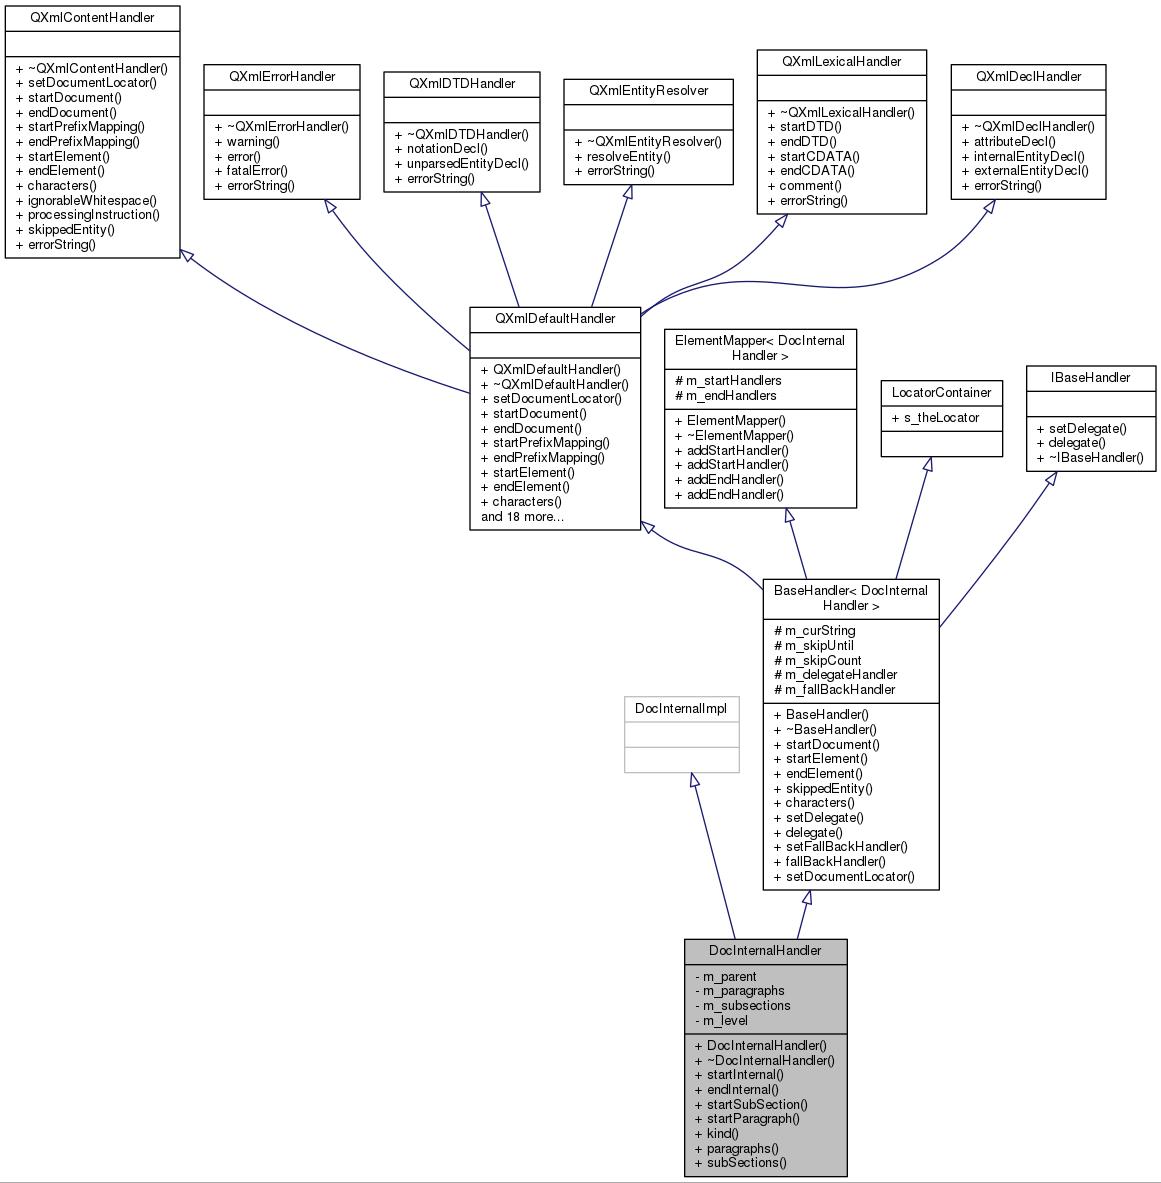 QXmlContentHandler
+ ~QXmlContentHandler()
+ setDocumentLocator()
+ startDocument()
+ endDocument()
+ startPrefixMapping()
+ endPrefixMapping()
+ startElement()
+ endElement()
+ characters()
+ ignorableWhitespace()
+ processingInstruction()
+ skippedEntity()
+ errorString()
QXmlErrorHandler
+ ~QXmlErrorHandler()
+ warning()
+ error()
+ fatalError()
+ errorString()
QXmlDTDHandler
+ ~QXmlDTDHandler()
+ notationDecl()
+ unparsedEntityDecl()
+ errorString()
QXmlEntityResolver
+ ~QXmlEntityResolver()
+ resolveEntity()
+ errorString()
QXmlLexicalHandler
+ ~QXmlLexicalHandler()
+ startDTD()
+ endDTD()
+ startCDATA()
+ endCDATA()
+ comment()
+ errorString()
QXmlDeclHandler
+ ~QXmlDeclHandler()
+ attributeDecl()
+ internalEntityDecl()
+ externalEntityDecl()
+ errorString()
QXmlDefaultHandler
+ QXmlDefaultHandler()
+ ~QXmlDefaultHandler()
+ setDocumentLocator()
+ startDocument()
+ endDocument()
+ startPrefixMapping()
+ endPrefixMapping()
+ startElement()
+ endElement()
+ characters()
and 18 more...
ElementMapper< DocInternal
Handler >
# m_startHandlers
# m_endHandlers
+ ElementMapper()
+ ~ElementMapper()
+ addStartHandler()
+ addStartHandler()
+ addEndHandler()
+ addEndHandler()
LocatorContainer
+ s_theLocator
IBaseHandler
+ setDelegate()
+ delegate()
+ ~IBaseHandler()
BaseHandler< DocInternal
Handler >
# m_curString
# m_skipUntil
# m_skipCount
# m_delegateHandler
# m_fallBackHandler
+ BaseHandler()
+ ~BaseHandler()
+ startDocument()
+ startElement()
+ endElement()
+ skippedEntity()
+ characters()
+ setDelegate()
+ delegate()
+ setFallBackHandler()
+ fallBackHandler()
+ setDocumentLocator()
DocInternalImpl
DocInternalHandler
- m_parent
- m_paragraphs
- m_subsections
- m_level
+ DocInternalHandler()
+ ~DocInternalHandler()
+ startInternal()
+ endInternal()
+ startSubSection()
+ startParagraph()
+ kind()
+ paragraphs()
+ subSections()